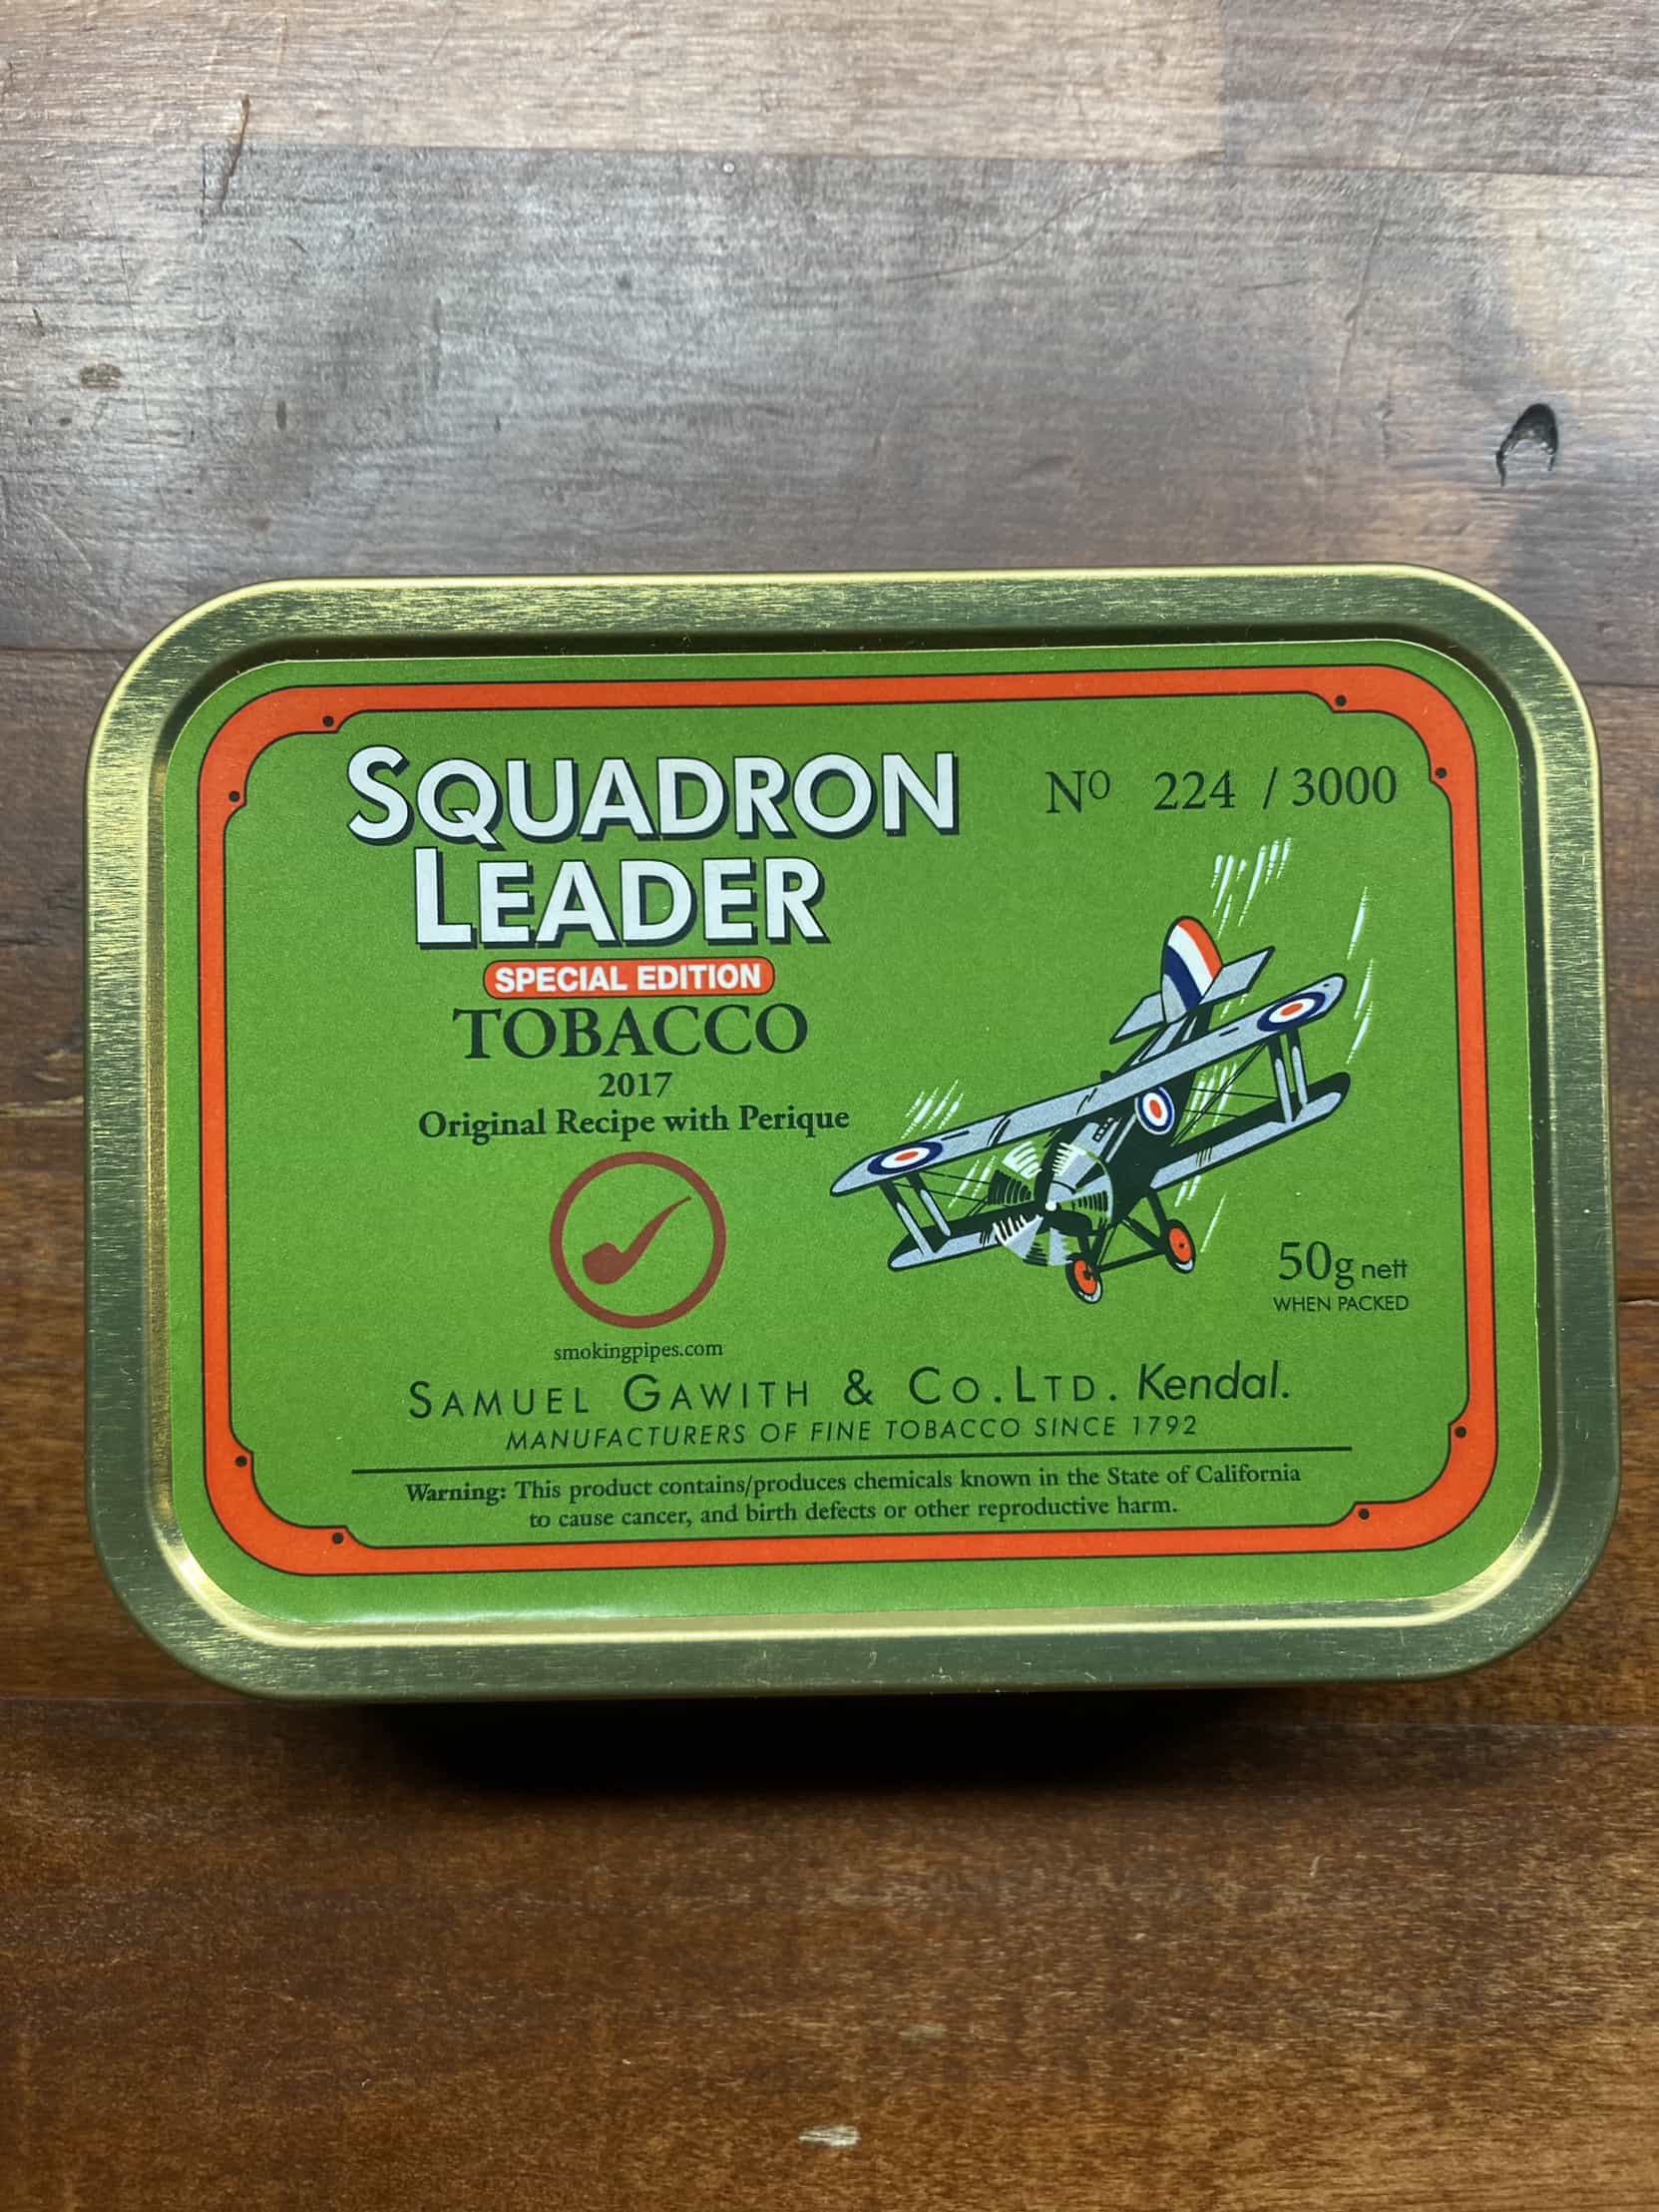 SQUADRON
LEADER
Nº 224 / 3000
SPECIAL EDITION
TOBACCO
2017
Original Recipe with Perique
smokingpipes.com
50g nett
WHEN PACKED
SAMUEL GAWITH & CO.LTD. Kendal.
MANUFACTURERS OF FINE TOBACCO SINCE 1792
Warning: This product contains/produces chemicals known in the State of California
to cause cancer, and birth defects or other reproductive harm.